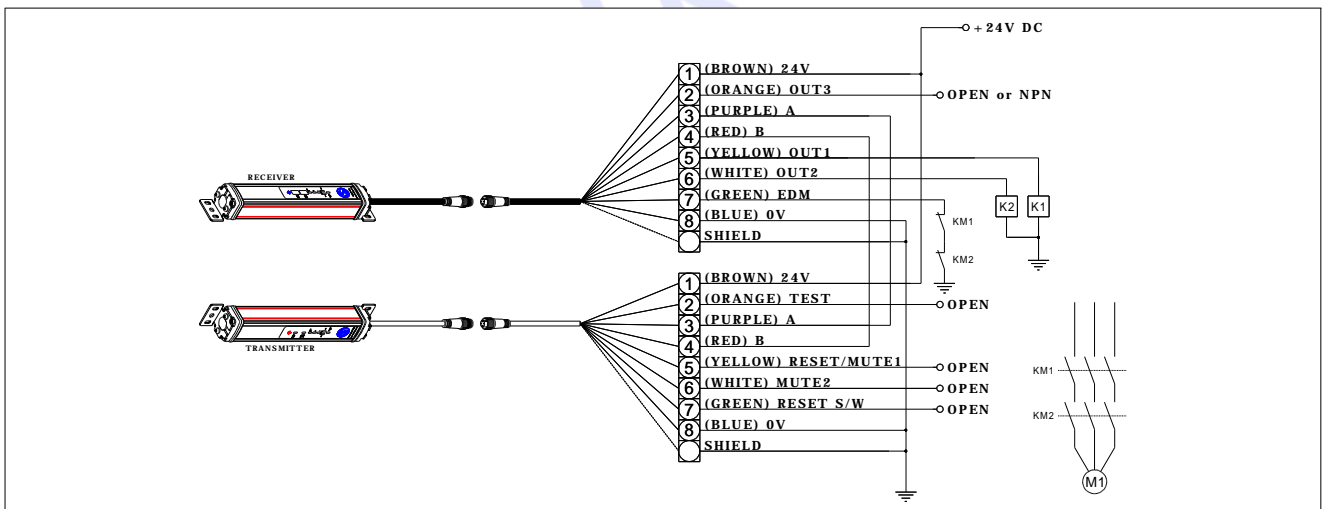 +24V DC
1 (BROWN) 24V
2 (ORANGE) OUT3 OPEN or NPN
3 (PURPLE) A
4 (RED) B
5 (YELLOW) OUT1
6 (WHITE) OUT2
7 (GREEN) EDM
8 (BLUE) 0V
SHIELD
RECEIVER
K2 K1
KM1
KM2
1 (BROWN) 24V
2 (ORANGE) TEST OPEN
3 (PURPLE) A
4 (RED) B
5 (YELLOW) RESET/MUTE1 OPEN
6 (WHITE) MUTE2 OPEN
7 (GREEN) RESET S/W OPEN
8 (BLUE) 0V
SHIELD
TRANSMITTER
KM1
KM2
M1